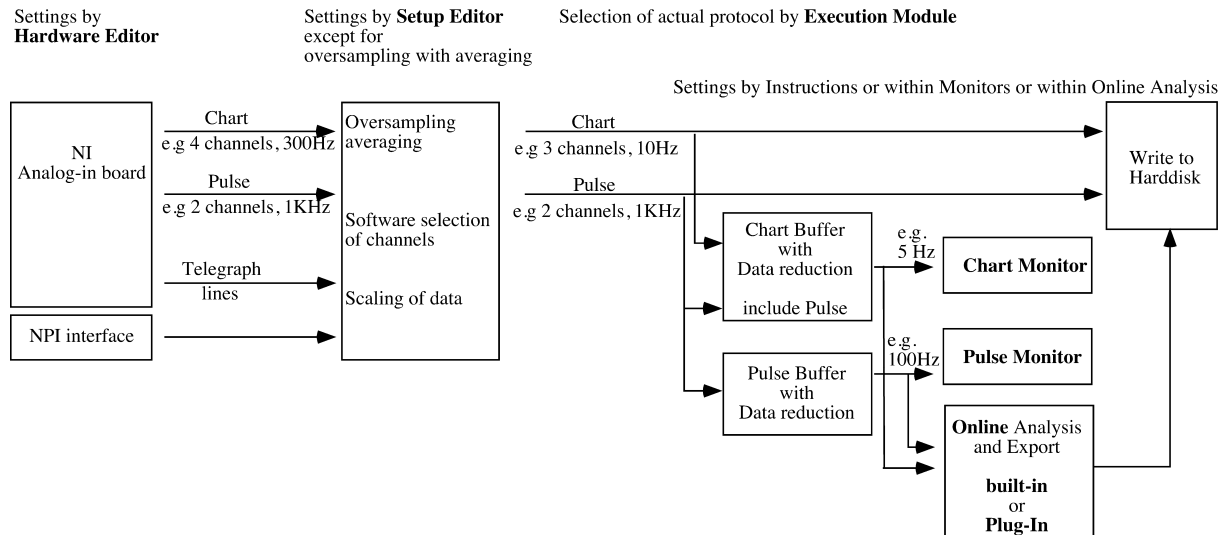 Settings by
Hardware Editor
Settings by Setup Editor
except for
oversampling with averaging
Selection of actual protocol by Execution Module
Settings by Instructions or within Monitors or within Online Analysis
NI
Analog-in board
NPI interface
Chart
e.g 4 channels, 300Hz
Pulse
e.g 2 channels, 1KHz
Telegraph
lines
Oversampling
averaging
Software selection
of channels
Scaling of data
Chart
e.g 3 channels, 10Hz
Pulse
e.g 2 channels, 1KHz
Write to
Harddisk
Chart Buffer
with
Data reduction
include Pulse
e.g.
5 Hz
Chart Monitor
Pulse Buffer
with
Data reduction
e.g.
100Hz
Pulse Monitor
Online Analysis
and Export
built-in
or
Plug-In